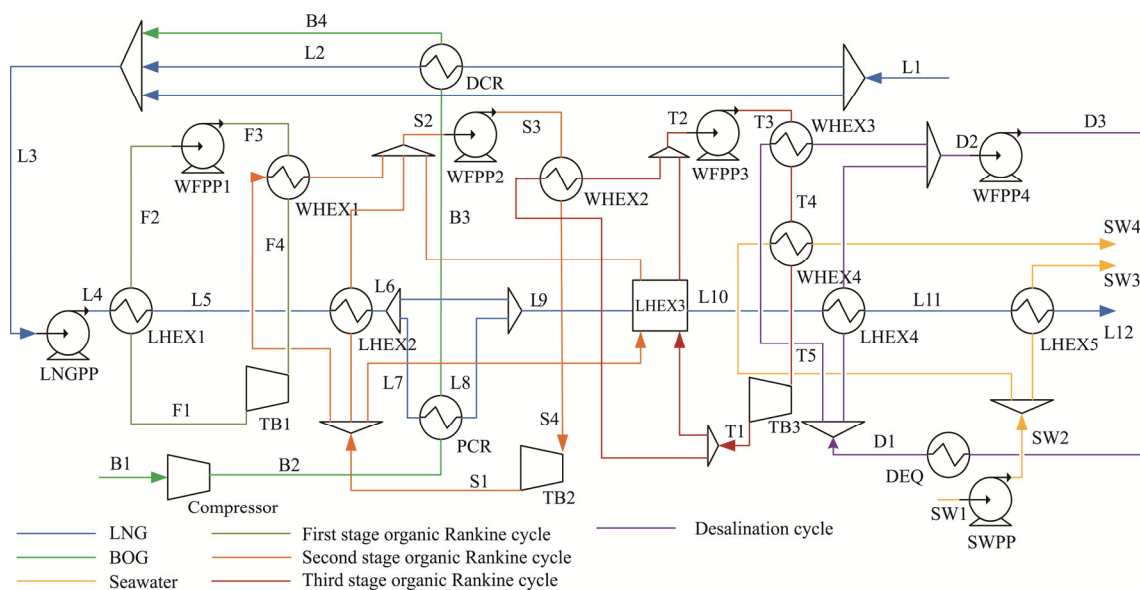 B4
L2
DCR
L1
L3
F3
WFPP1
S2
S3
WFPP2
T2
WFPP3
T3
WHEX3
D2
D3
WFPP4
F2
WHEX1
F4
B3
WHEX2
T4
WHEX4
SW4
SW3
L4
L5
LHEX1
L6
LHEX2
L9
LHEX3
L10
LHEX4
L11
LHEX5
L12
LNGPP
L7
L8
T5
F1
TB1
PCR
S4
T1
TB3
D1
DEQ
SW2
B1
B2
S1
TB2
Compressor
SW1
SWPP
LNG
First stage organic Rankine cycle
Desalination cycle
BOG
Second stage organic Rankine cycle
Seawater
Third stage organic Rankine cycle